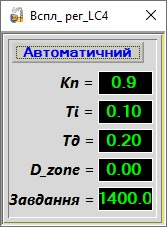 Вспл_ рег_LC4
Автоматичний
Kп = 0.9
Ti = 0.10
Tд = 0.20
D_zone = 0.00
Завдання = 1400.0